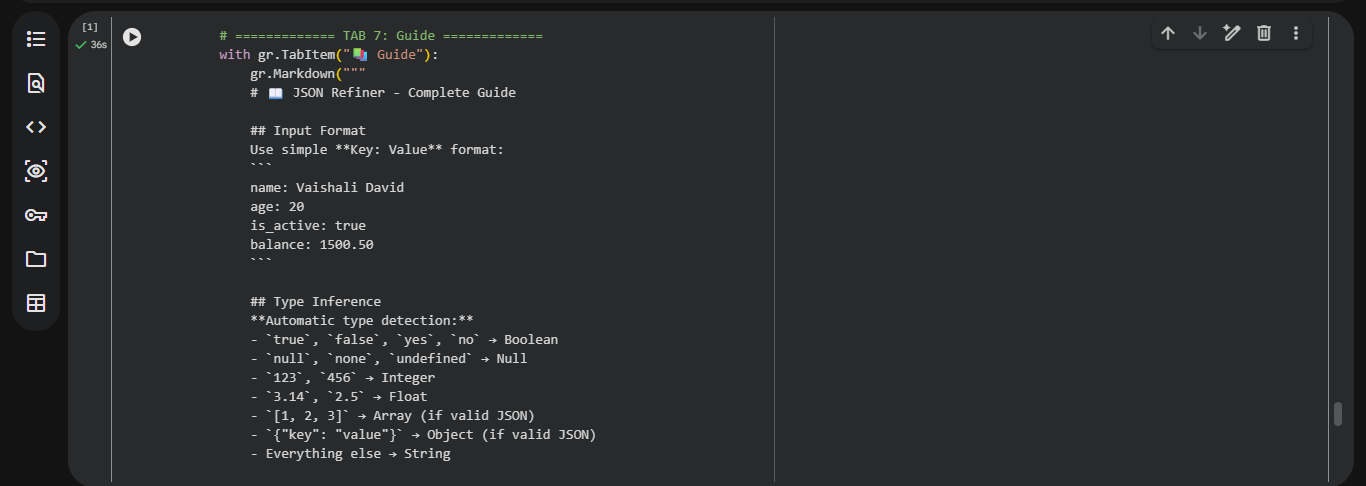 [1]
36s
# ============= TAB 7: Guide =============
with gr.TabItem("📚 Guide"):
gr.Markdown("""
# 📖 JSON Refiner - Complete Guide
## Input Format
Use simple **Key: Value** format:
```
name: Vaishali David
age: 20
is_active: true
balance: 1500.50
```
## Type Inference
**Automatic type detection:**
- `true`, `false`, `yes`, `no` → Boolean
- `null`, `none`, `undefined` → Null
- `123`, `456` → Integer
- `3.14`, `2.5` → Float
- `[1, 2, 3]` → Array (if valid JSON)
- `{"key": "value"}` → Object (if valid JSON)
- Everything else → String